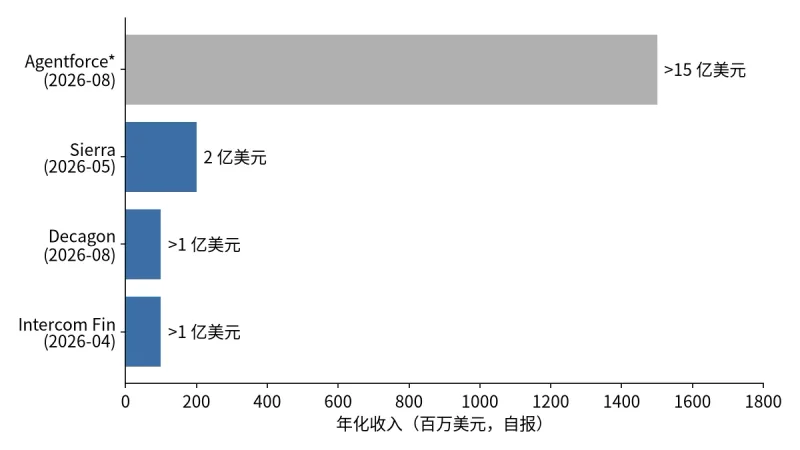 Agentforce*
(2026-08)
>15 亿美元
Sierra
(2026-05)
2 亿美元
Decagon
(2026-08)
>1 亿美元
Intercom Fin
(2026-04)
>1 亿美元
0 200 400 600 800 1000 1200 1400 1600 1800
年化收入（百万美元，自报）